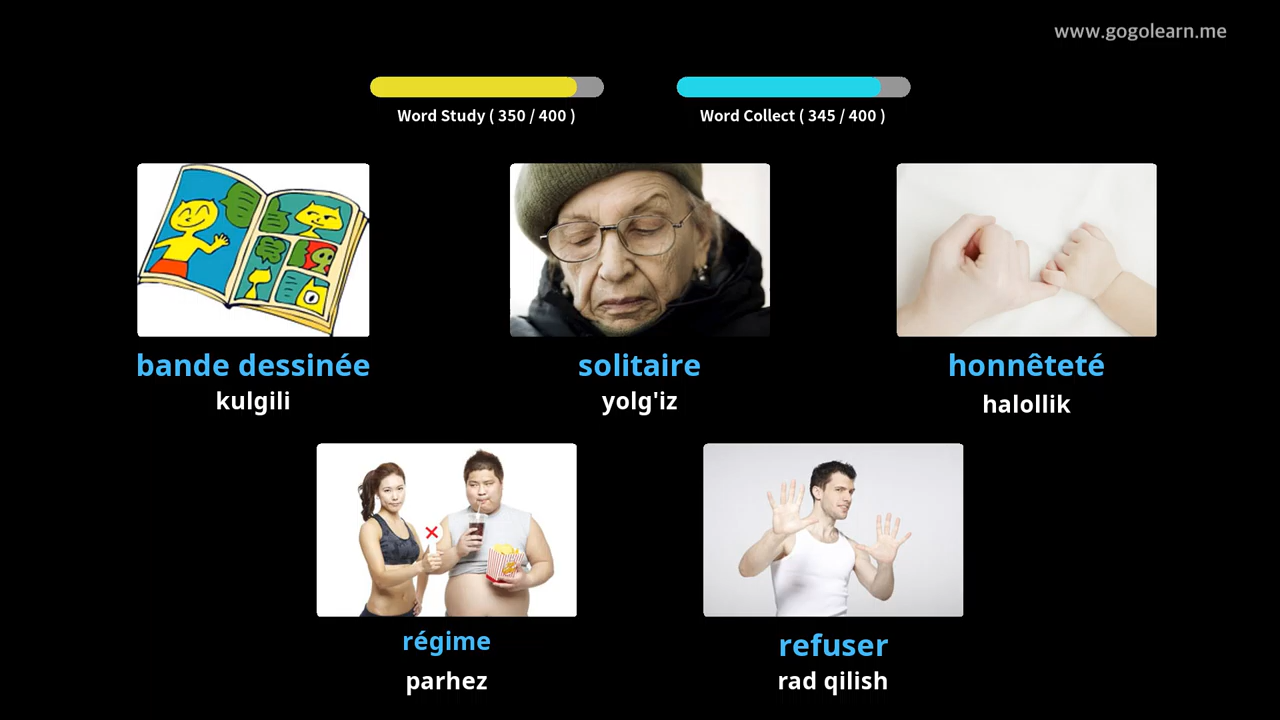 www.gogolearn.me
Word Study ( 350 / 400 )
Word Collect ( 345 / 400 )
bande dessinée
kulgili
solitaire
yolg'iz
honnêteté
halollik
régime
parhez
refuser
rad qilish